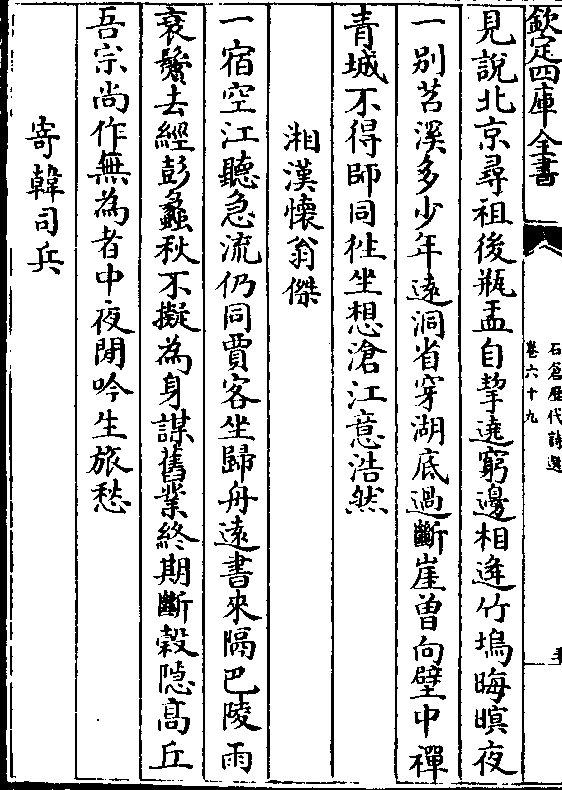 欽定四庫全書
石倉歷代詩選
卷六十九
見說北京尋祖後瓶盂自挈遶窮邊相逢竹塢晦暝夜
一別苕溪多少年遠洞省穿湖底過斷崖曾向壁中禪
青城不得師同往坐想滄江意浩然
湘漢懷翁傑
一宿空江聽急流仍同賈客坐歸舟遠書來隔巴陵雨
衰鬢去經彭蠡秋不擬為身謀舊業終期斷穀隱高丘
吾宗尚作無為者中夜閒吟生旅愁
寄韓司兵